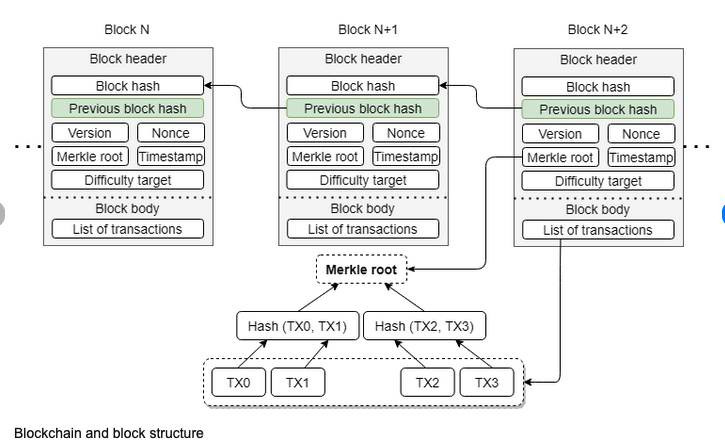 Block N
Block N+1
Block N+2
Block header
Block header
Block header
Block hash
Block hash
Block hash
Previous block hash
Previous block hash
Previous block hash
Version
Nonce
Version
Nonce
Version
Nonce
...
Merkle root
Timestamp
Merkle root
Timestamp
Merkle root
Timestamp
...
Difficulty target
Difficulty target
Difficulty target
Block body
Block body
Block body
List of transactions
List of transactions
List of transactions
Merkle root
Hash (TX0, TX1)
Hash (TX2, TX3)
TX0
TX1
TX2
TX3
Blockchain and block structure